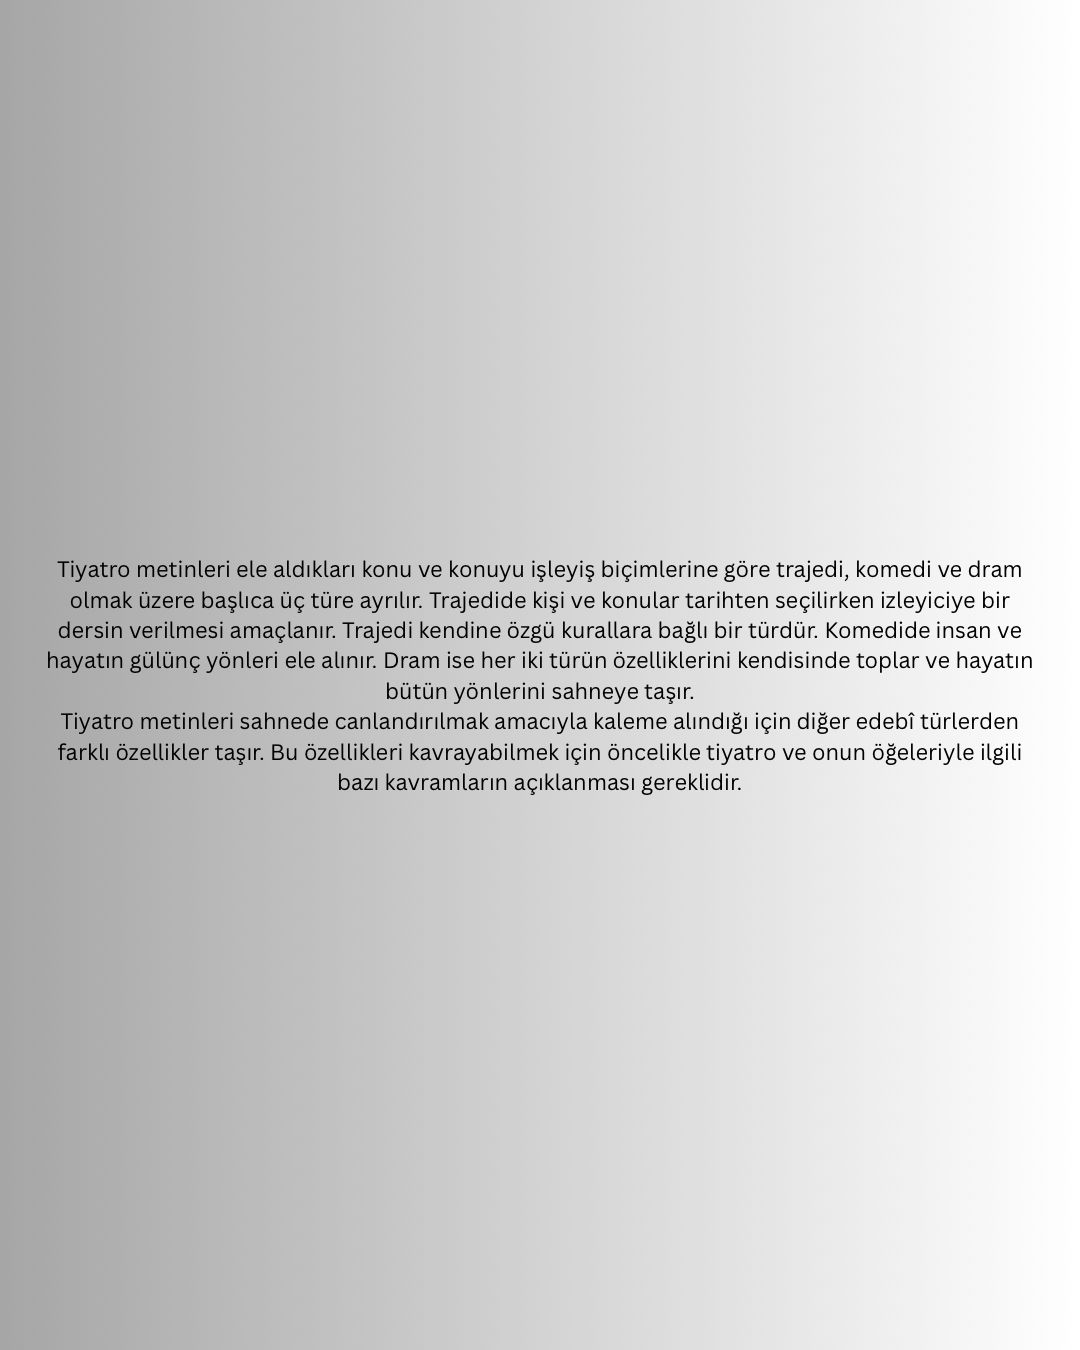 Tiyatro metinleri ele aldıkları konu ve konuyu işleyiş biçimlerine göre trajedi, komedi ve dram
olmak üzere başlıca üç türe ayrılır. Trajedide kişi ve konular tarihten seçilirken izleyiciye bir
dersin verilmesi amaçlanır. Trajedi kendine özgü kurallara bağlı bir türdür. Komedide insan ve
hayatın gülünç yönleri ele alınır. Dram ise her iki türün özelliklerini kendisinde toplar ve hayatın
bütün yönlerini sahneye taşır.
Tiyatro metinleri sahnede canlandırılmak amacıyla kaleme alındığı için diğer edebî türlerden
farklı özellikler taşır. Bu özellikleri kavrayabilmek için öncelikle tiyatro ve onun öğeleriyle ilgili
bazı kavramların açıklanması gereklidir.